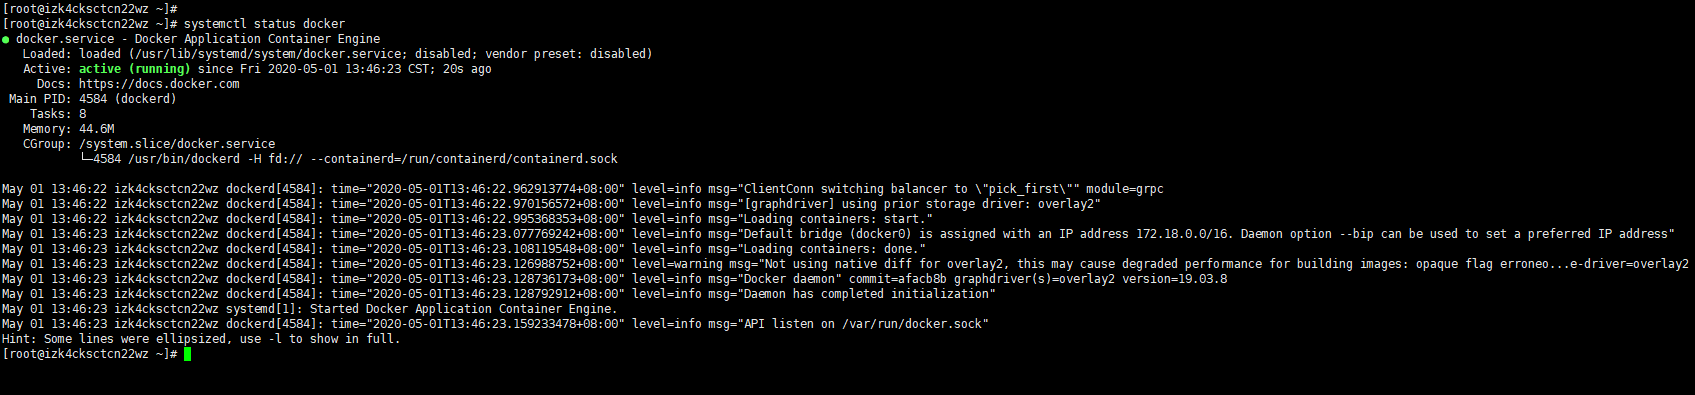 [root@izk4cksctcn22wz ~]#
[root@izk4cksctcn22wz ~]# systemctl status docker
● docker.service - Docker Application Container Engine
   Loaded: loaded (/usr/lib/systemd/system/docker.service; disabled; vendor preset: disabled)
   Active: active (running) since Fri 2020-05-01 13:46:23 CST; 20s ago
     Docs: https://docs.docker.com
 Main PID: 4584 (dockerd)
    Tasks: 8
   Memory: 44.6M
   CGroup: /system.slice/docker.service
           └─4584 /usr/bin/dockerd -H fd:// --containerd=/run/containerd/containerd.sock

May 01 13:46:22 izk4cksctcn22wz dockerd[4584]: time="2020-05-01T13:46:22.962913774+08:00" level=info msg="ClientConn switching balancer to \"pick_first\"" module=grpc
May 01 13:46:22 izk4cksctcn22wz dockerd[4584]: time="2020-05-01T13:46:22.970156572+08:00" level=info msg="[graphdriver] using prior storage driver: overlay2"
May 01 13:46:22 izk4cksctcn22wz dockerd[4584]: time="2020-05-01T13:46:22.995368353+08:00" level=info msg="Loading containers: start."
May 01 13:46:23 izk4cksctcn22wz dockerd[4584]: time="2020-05-01T13:46:23.077769242+08:00" level=info msg="Default bridge (docker0) is assigned with an IP address 172.18.0.0/16. Daemon option --bip can be used to set a preferred IP address"
May 01 13:46:23 izk4cksctcn22wz dockerd[4584]: time="2020-05-01T13:46:23.108119548+08:00" level=info msg="Loading containers: done."
May 01 13:46:23 izk4cksctcn22wz dockerd[4584]: time="2020-05-01T13:46:23.126988752+08:00" level=warning msg="Not using native diff for overlay2, this may cause degraded performance for building images: opaque flag erroneo...e-driver=overlay2
May 01 13:46:23 izk4cksctcn22wz dockerd[4584]: time="2020-05-01T13:46:23.128736173+08:00" level=info msg="Docker daemon" commit=afacb8b graphdriver(s)=overlay2 version=19.03.8
May 01 13:46:23 izk4cksctcn22wz dockerd[4584]: time="2020-05-01T13:46:23.128792912+08:00" level=info msg="Daemon has completed initialization"
May 01 13:46:23 izk4cksctcn22wz systemd[1]: Started Docker Application Container Engine.
May 01 13:46:23 izk4cksctcn22wz dockerd[4584]: time="2020-05-01T13:46:23.159233478+08:00" level=info msg="API listen on /var/run/docker.sock"
Hint: Some lines were ellipsized, use -l to show in full.
[root@izk4cksctcn22wz ~]#